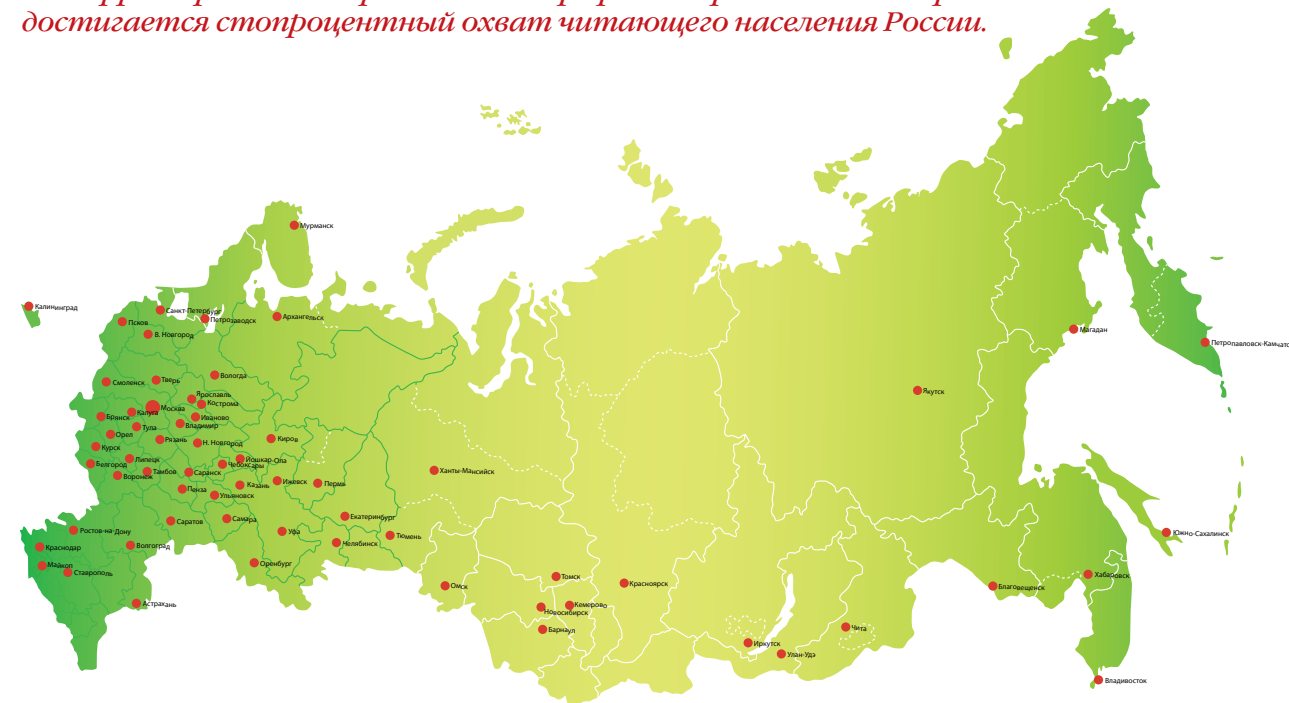 достигается стопроцентный охват читающего населения России.
Мурманск
Калининград
Санкт-Петербург
Петрозаводск
Архангельск
Псков
В. Новгород
Магадан
Петропавловск-Камчатс
Вологда
Смоленск
Тверь
Якутск
Ярославль
Кострома
Москва
Калуга
Брянск
Иваново
Владимир
Тула
Орел
Рязань
Н. Новгород
Киров
Курск
Липецк
Йошкар-Ола
Чебоксары
Белгород
Тамбов
Саранск
Ханты-Мансийск
Воронеж
Казань
Ижевск
Пермь
Пенза
Ульяновск
Саратов
Самара
Екатеринбург
Ростов-на-Дону
Уфа
Тюмень
Южно-Сахалинск
Челябинск
Краснодар
Волгоград
Оренбург
Майкоп
Ставрополь
Томск
Красноярск
Хабаровск
Омск
Благовещенск
Астрахань
Кемерово
Новосибирск
Барнаул
Чита
Иркутск
Улан-Удэ
Владивосток